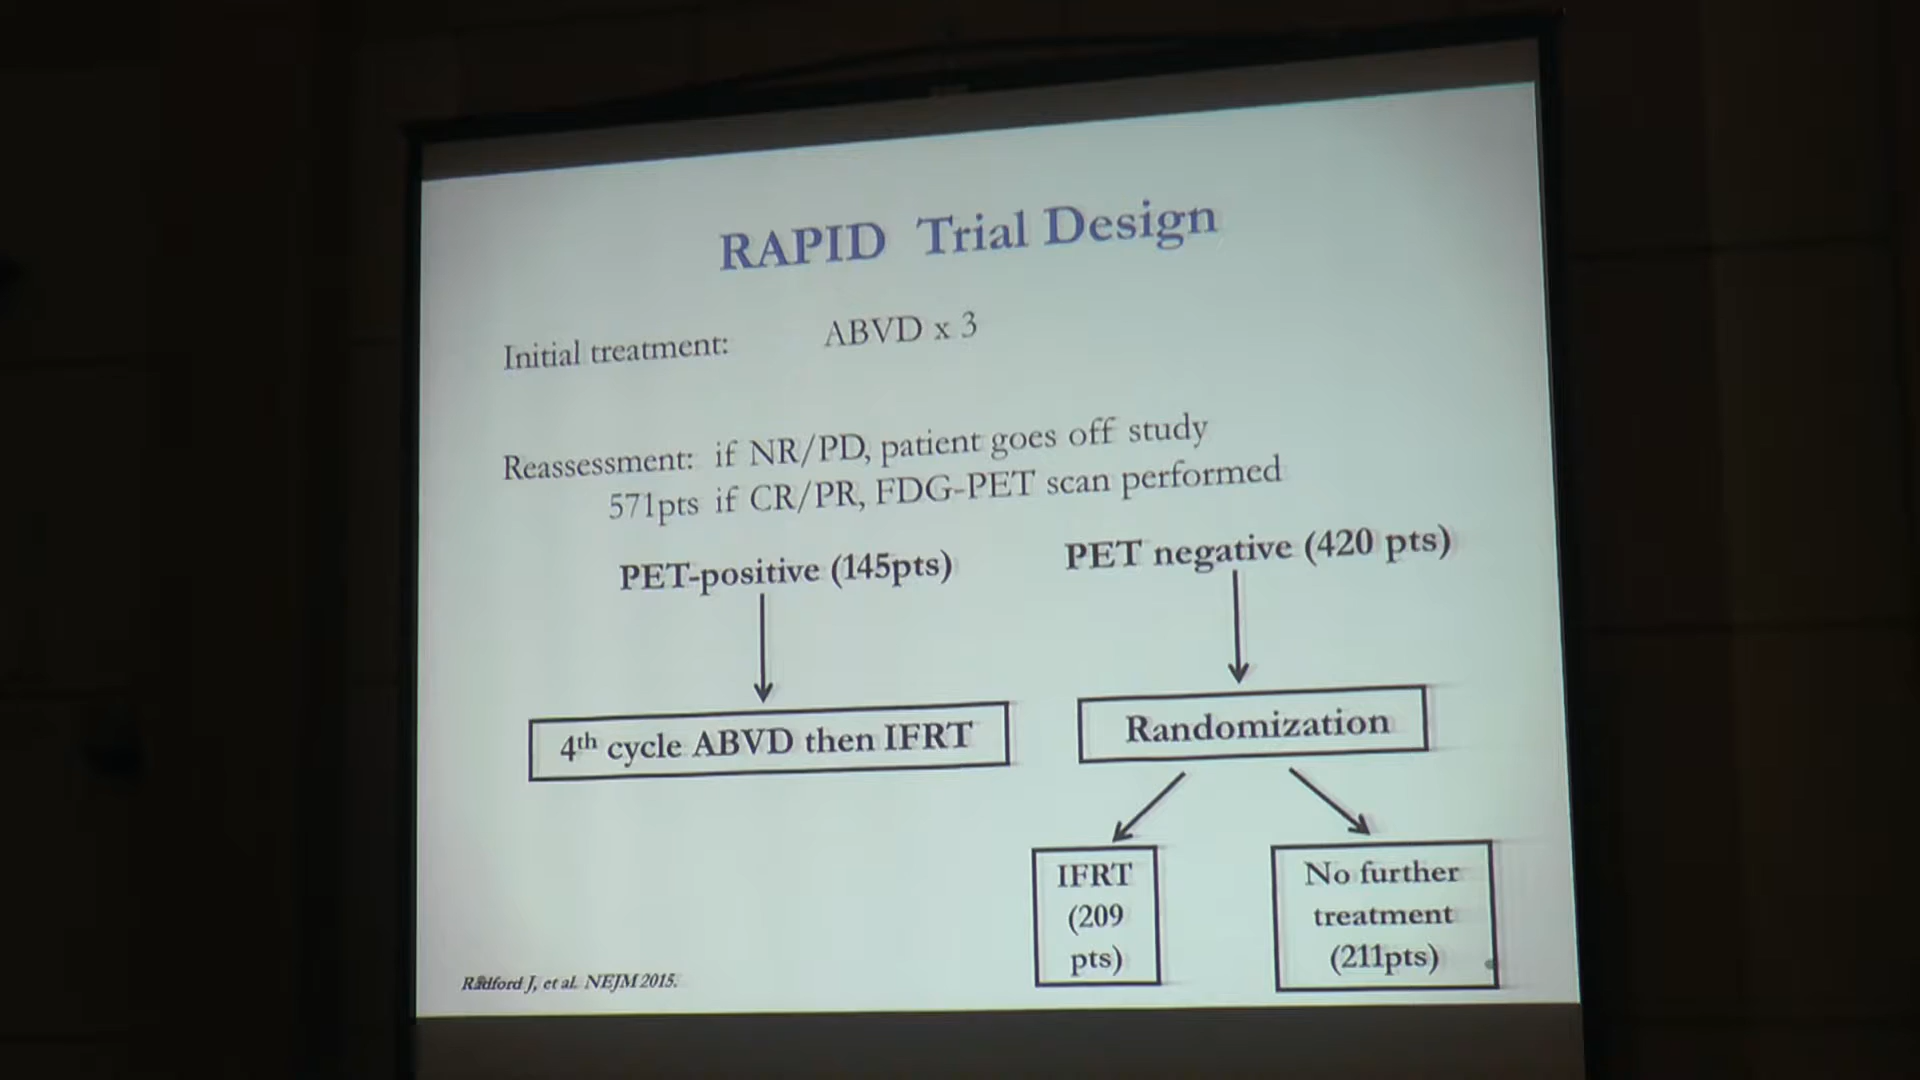 RAPID Trial Design
Initial treatment: ABVD x 3
Reassessment: if NR/PD, patient goes off study
571pts if CR/PR, FDG-PET scan performed
PET-positive (145pts)
PET negative (420 pts)
4th cycle ABVD then IFRT
Randomization
IFRT
(209
pts)
No further
treatment
(211pts)
Radford J, et al. NEJM 2015.